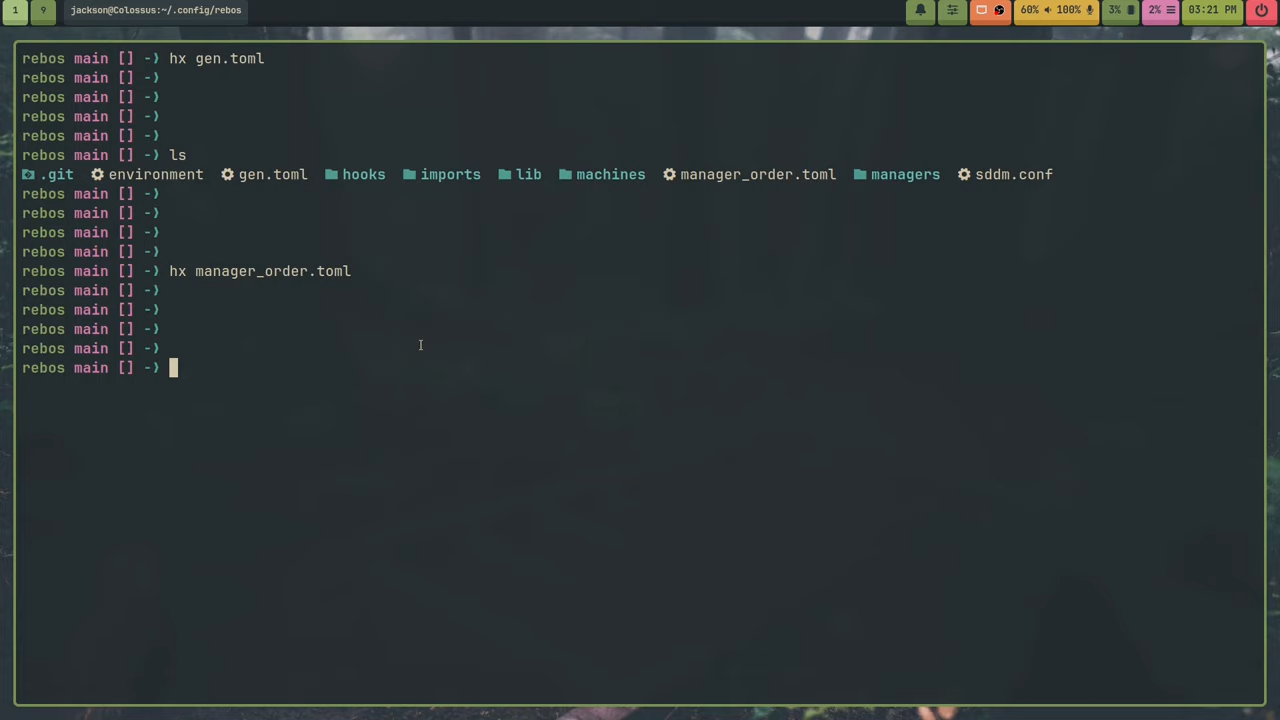 1 9 jackson@Colossus:~/.config/rebos 60% 100% 3% 2% 03:21 PM
rebos main [] -) hx gen.toml
rebos main [] -)
rebos main [] -)
rebos main [] -)
rebos main [] -)
rebos main [] -) ls
.git environment gen.toml hooks imports lib machines manager_order.toml managers sddm.conf
rebos main [] -)
rebos main [] -)
rebos main [] -)
rebos main [] -)
rebos main [] -) hx manager_order.toml
rebos main [] -)
rebos main [] -)
rebos main [] -)
rebos main [] -)
rebos main [] -)